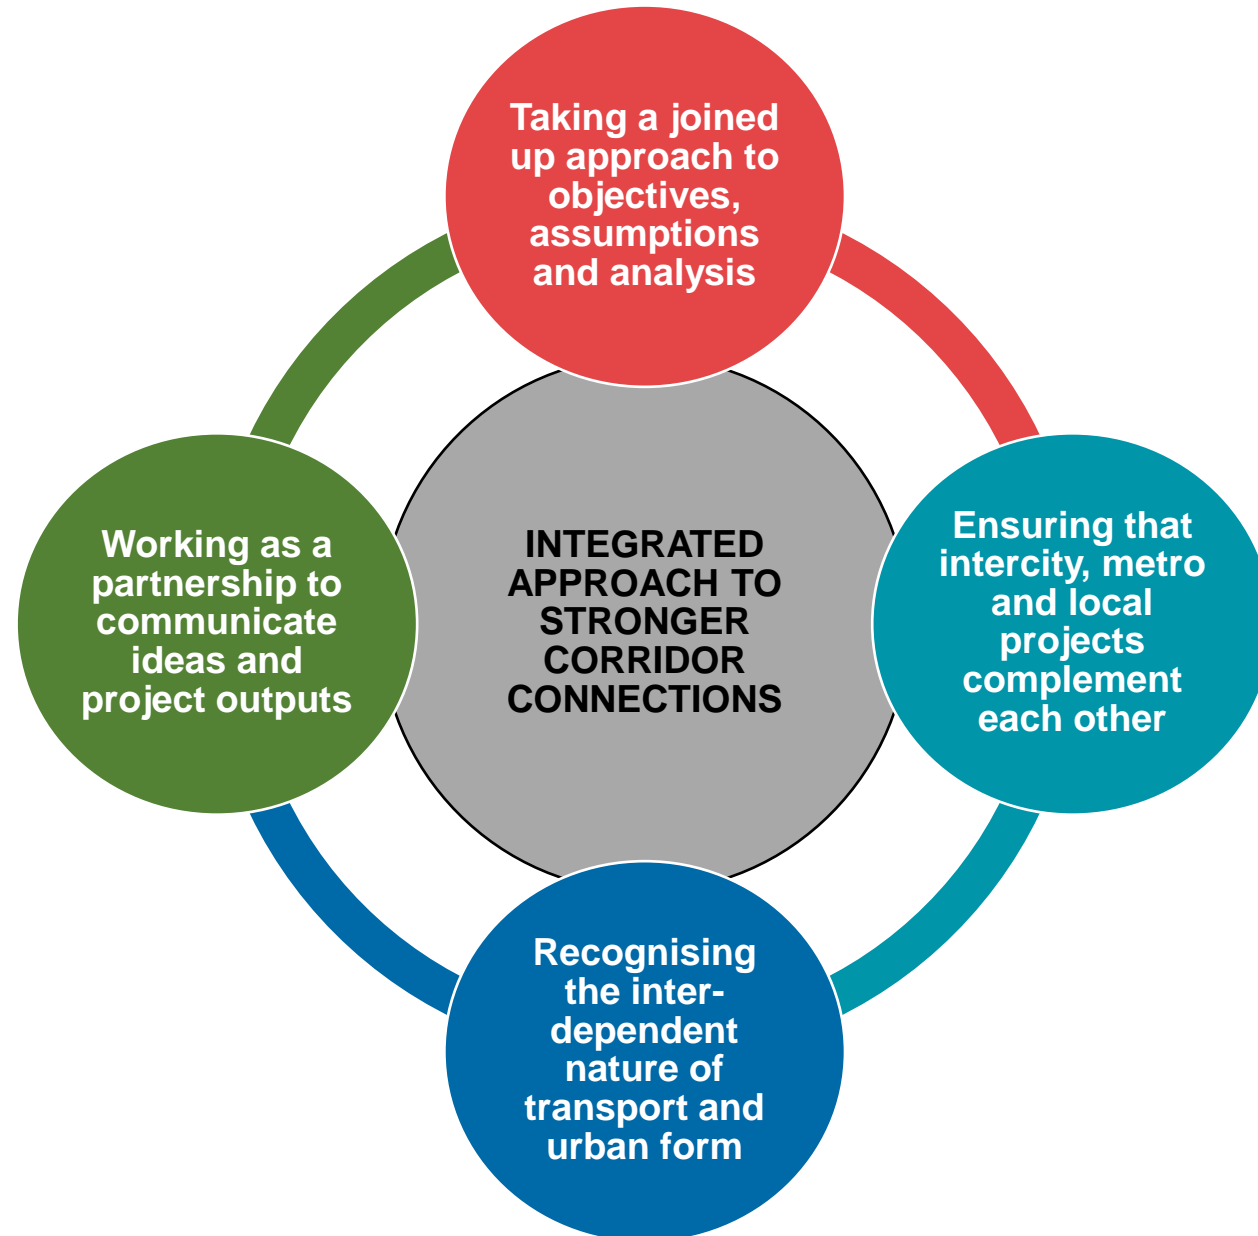 Taking a joined
up approach to
objectives,
assumptions
and analysis
Working as a
partnership to
communicate
ideas and
project outputs
INTEGRATED
APPROACH TO
STRONGER
CORRIDOR
CONNECTIONS
Ensuring that
intercity, metro
and local
projects
complement
each other
Recognising
the inter-
dependent
nature of
transport and
urban form